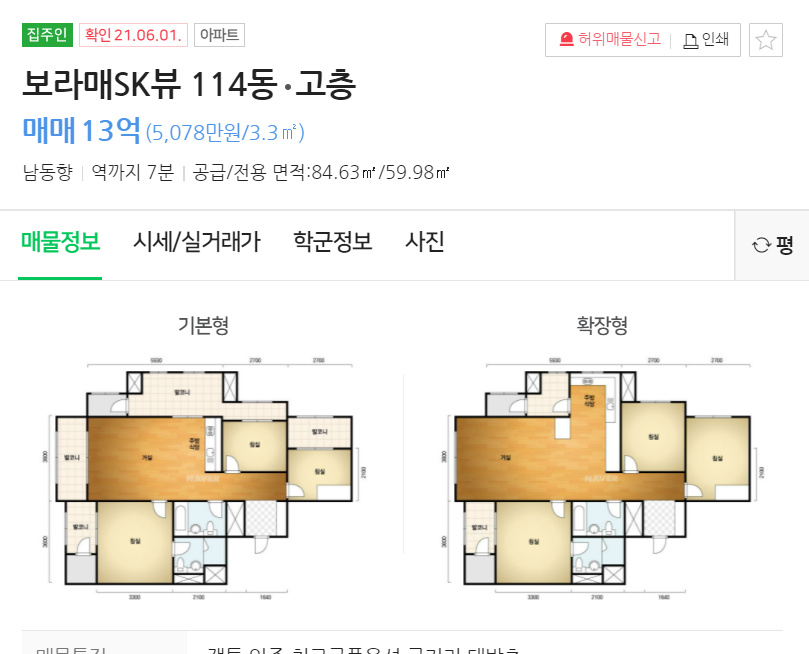 집주인 확인 21.06.01. 아파트 허위매물신고 인쇄
보라매SK뷰 114동·고층
매매 13억 (5,078만원/3.3㎡)
남동향 역까지 7분 공급/전용 면적:84.63㎡/59.98㎡
매물정보 시세/실거래가 학군정보 사진 평
기본형 확장형
5500 2700 2700 5500 2700 2700
발코니
주방
식당
주방
식당
침실
발코니
침실
침실
발코니
거실
침실
거실
3600
2100
3600
2100
NAVER NAVER
발코니
침실
발코니
침실
3600
3600
3300 2100 1640 3300 2100 1640